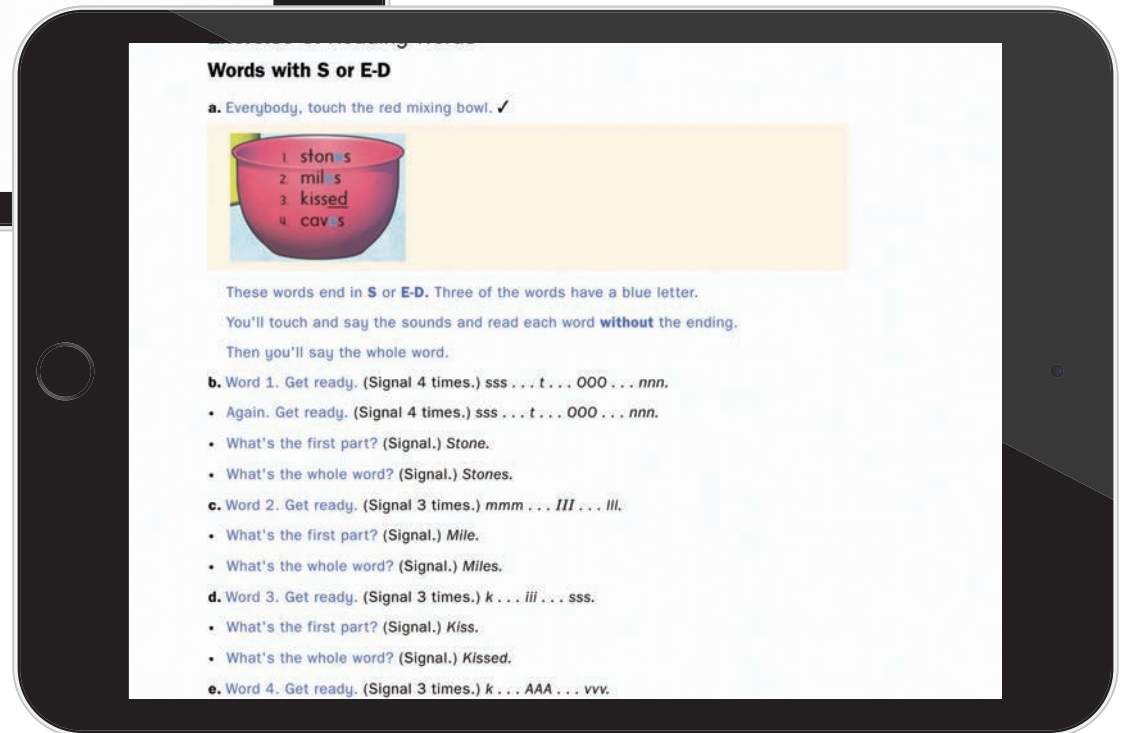 Words with S or E-D
a. Everybody, touch the red mixing bowl. ✓
1. stones
2. miles
3. kissed
4. caves
These words end in S or E-D. Three of the words have a blue letter.
You'll touch and say the sounds and read each word without the ending.
Then you'll say the whole word.
b. Word 1. Get ready. (Signal 4 times.) sss . . . t . . . OOO . . . nnn.
• Again. Get ready. (Signal 4 times.) sss . . . t . . . OOO . . . nnn.
• What's the first part? (Signal.) Stone.
• What's the whole word? (Signal.) Stones.
c. Word 2. Get ready. (Signal 3 times.) mmm . . . III . . . lll.
• What's the first part? (Signal.) Mile.
• What's the whole word? (Signal.) Miles.
d. Word 3. Get ready. (Signal 3 times.) k . . . iii . . . sss.
• What's the first part? (Signal.) Kiss.
• What's the whole word? (Signal.) Kissed.
e. Word 4. Get ready. (Signal 3 times.) k . . . AAA . . . vvv.